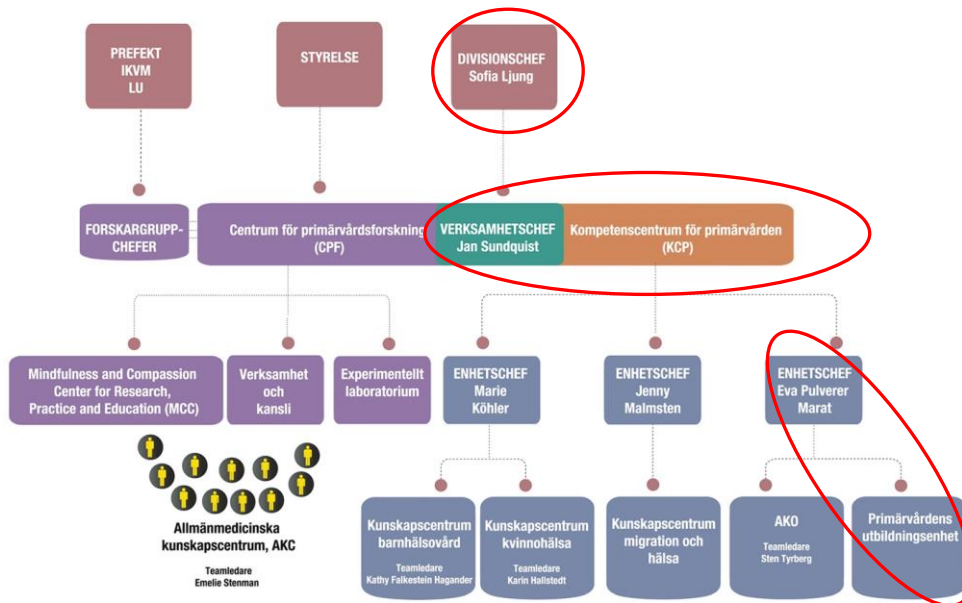 PREFEKT
IKVM
LU
STYRELSE
DIVISIONSCHEF
Sofia Ljung
FORSKARGRUPP-
CHEFER
Centrum för primärvårdsforskning
(CPF)
VERKSAMHETSCHEF
Jan Sundquist
Kompetenscentrum för primärvården
(KCP)
Mindfulness and Compassion
Center for Research,
Practice and Education (MCC)
Verksamhet
och
kansli
Experimentellt
laboratorium
ENHETSCHEF
Marie
Köhler
ENHETSCHEF
Jenny
Malmsten
ENHETSCHEF
Eva Pulverer
Marat
Allmänmedicinska
kunskapscentrum, AKC
Teamledare
Emelie Stenman
Kunskapscentrum
barnhälsovård
Teamledare
Kathy Falkestein Hagander
Kunskapscentrum
kvinnohälsa
Teamledare
Karin Hallstedt
Kunskapscentrum
migration och
hälsa
AKO
Teamledare
Sten Tyrberg
Primärvårdens
utbildningsenhet